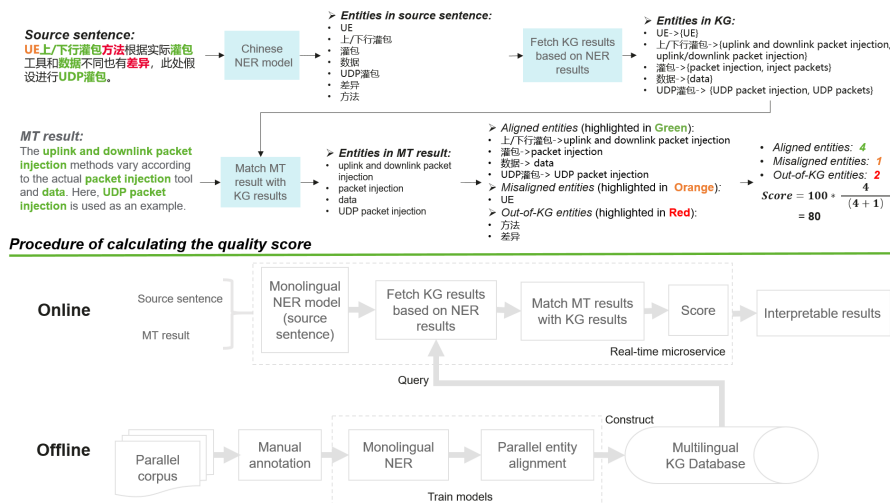 Source sentence:
UE上/下行灌包方法根据实际灌包
工具和数据不同也有差异，此处假
设进行UDP灌包。
Chinese
NER model
Entities in source sentence:
UE
上/下行灌包
灌包
数据
UDP灌包
差异
方法
Fetch KG results
based on NER
results
Entities in KG:
UE->{UE}
上/下行灌包->{uplink and downlink packet injection,
uplink/downlink packet injection}
灌包->{packet injection, inject packets}
数据->{data}
UDP灌包-> {UDP packet injection, UDP packets}
MT result:
The uplink and downlink packet
injection methods vary according
to the actual packet injection tool
and data. Here, UDP packet
injection is used as an example.
Match MT
result with
KG results
Entities in MT result:
uplink and downlink packet
injection
packet injection
data
UDP packet injection
Aligned entities (highlighted in Green):
上/下行灌包->uplink and downlink packet injection
灌包->packet injection
数据-> data
UDP灌包-> UDP packet injection
Misaligned entities (highlighted in Orange):
UE
Out-of-KG entities (highlighted in Red):
方法
差异
Aligned entities: 4
Misaligned entities: 1
Out-of-KG entities: 2
Score = 100 * 4
(4 + 1)
= 80
Procedure of calculating the quality score
Online
Source sentence
MT result
Monolingual
NER model
(source
sentence)
Fetch KG results
based on NER
results
Match MT results
with KG results
Score
Interpretable results
Real-time microservice
Query
Construct
Offline
Parallel
corpus
Manual
annotation
Monolingual
NER
Parallel entity
alignment
Multilingual
KG Database
Train models